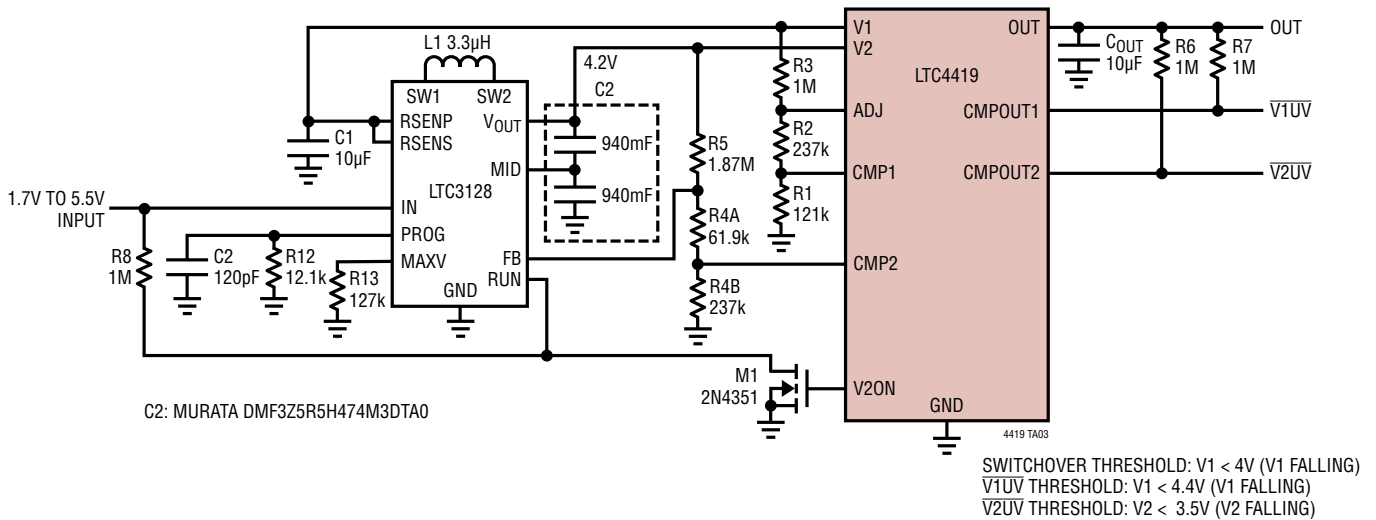 L1 3.3µH
SW1
SW2
RSENP
RSENS
VOUT
MID
LTC3128
IN
PROG
MAXV
GND
FB
RUN
C1
10µF
1.7V TO 5.5V
INPUT
R8
1M
C2
120pF
R12
12.1k
R13
127k
4.2V
C2
940mF
940mF
R5
1.87M
R4A
61.9k
R4B
237k
R3
1M
R2
237k
R1
121k
M1
2N4351
V1
V2
ADJ
CMP1
CMP2
V2ON
LTC4419
OUT
CMPOUT1
CMPOUT2
GND
COUT
10µF
R6
1M
R7
1M
OUT
V1UV
V2UV
C2: MURATA DMF3Z5R5H474M3DTA0
4419 TA03
SWITCHOVER THRESHOLD: V1 < 4V (V1 FALLING)
V1UV THRESHOLD: V1 < 4.4V (V1 FALLING)
V2UV THRESHOLD: V2 < 3.5V (V2 FALLING)